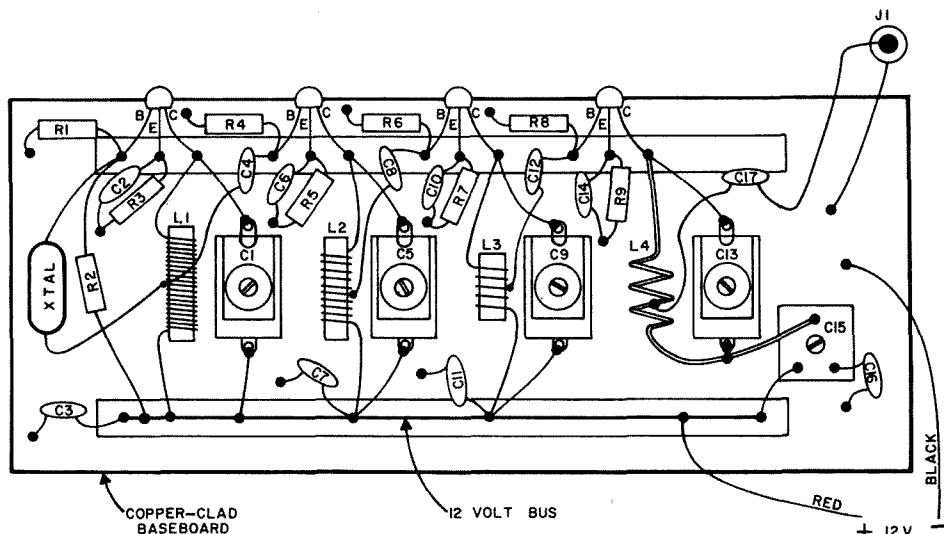 J1
B E C
B E C
B E C
B E C
R1
R4
R6
R8
C2
R3
C4
C6
R5
C8
C10
R7
C12
C14
R9
C17
L1
L2
L3
L4
XTAL
R2
C1
C5
C9
C13
C15
C3
C7
C11
C16
COPPER-CLAD
BASEBOARD
12 VOLT BUS
RED
BLACK
+ 12V -